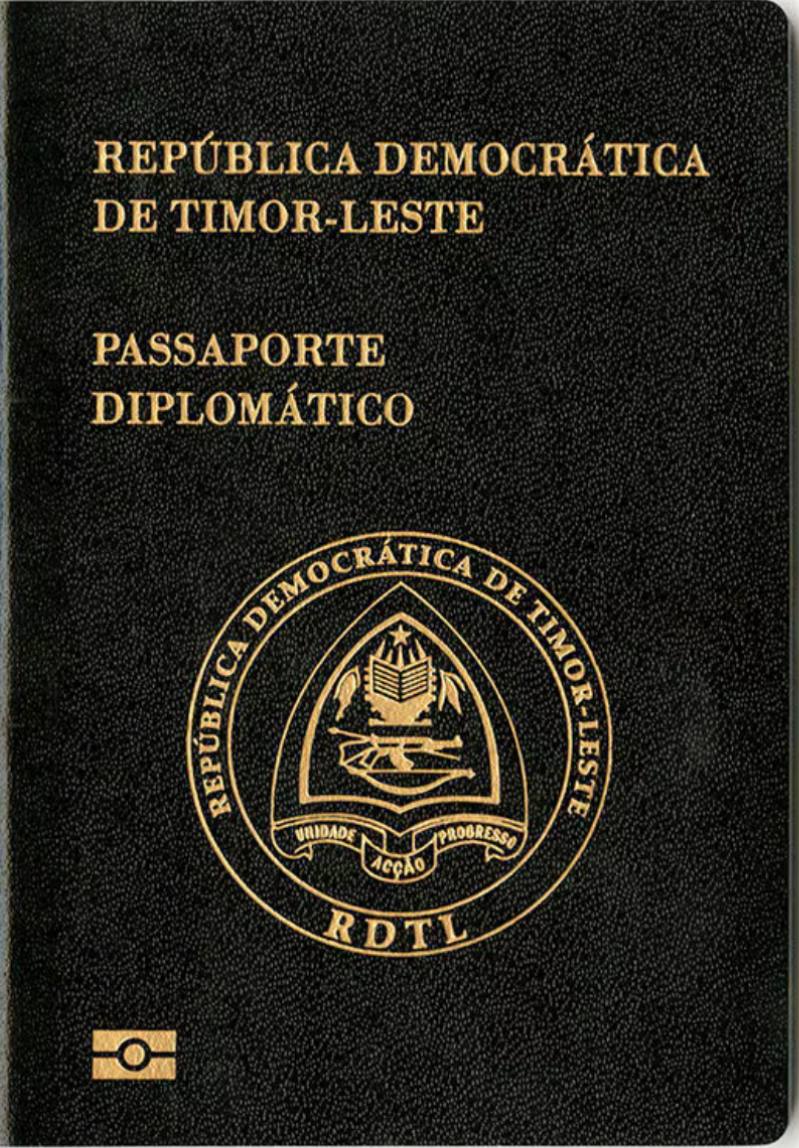 REPÚBLICA DEMOCRÁTICA
DE TIMOR-LESTE
PASSAPORTE
DIPLOMÁTICO
REPÚBLICA DEMOCRÁTICA DE TIMOR-LESTE
UNIDADE
ACÇÃO
PROGRESSO
RDTL